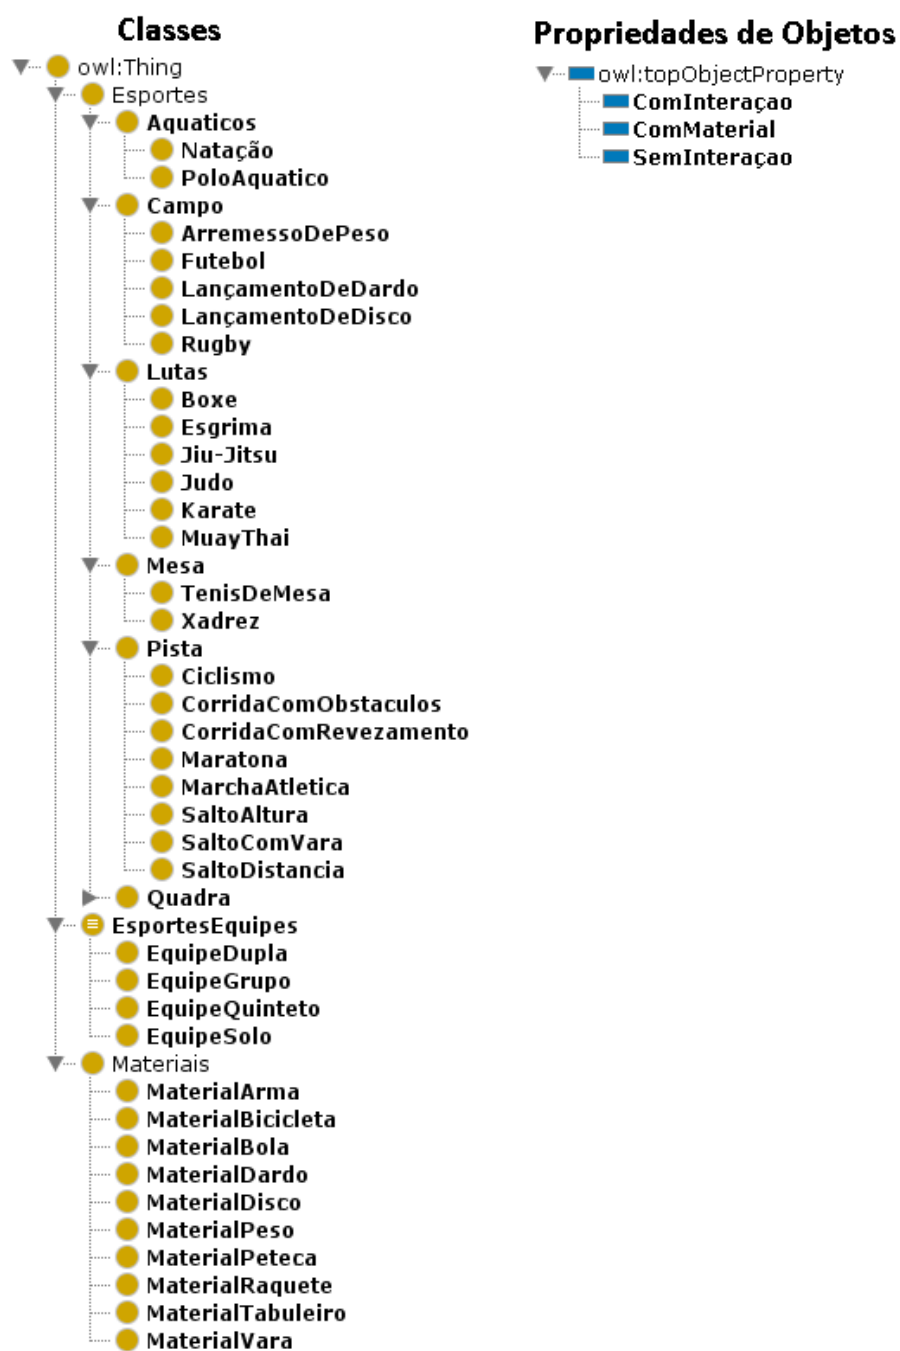 Classes
owl:Thing
Esportes
Aquaticos
Natação
PoloAquatico
Campo
ArremessoDePeso
Futebol
LançamentoDeDardo
LançamentoDeDisco
Rugby
Lutas
Boxe
Esgrima
Jiu-Jitsu
Judo
Karate
MuayThai
Mesa
TenisDeMesa
Xadrez
Pista
Ciclismo
CorridaComObstaculos
CorridaComRevezamento
Maratona
MarchaAtletica
SaltoAltura
SaltoComVara
SaltoDistancia
Quadra
EsportesEquipes
EquipeDupla
EquipeGrupo
EquipeQuinteto
EquipeSolo
Materiais
MaterialArma
MaterialBicicleta
MaterialBola
MaterialDardo
MaterialDisco
MaterialPeso
MaterialPeteca
MaterialRaquete
MaterialTabuleiro
MaterialVara
Propriedades de Objetos
owl:topObjectProperty
ComInteraçao
ComMaterial
SemInteraçao